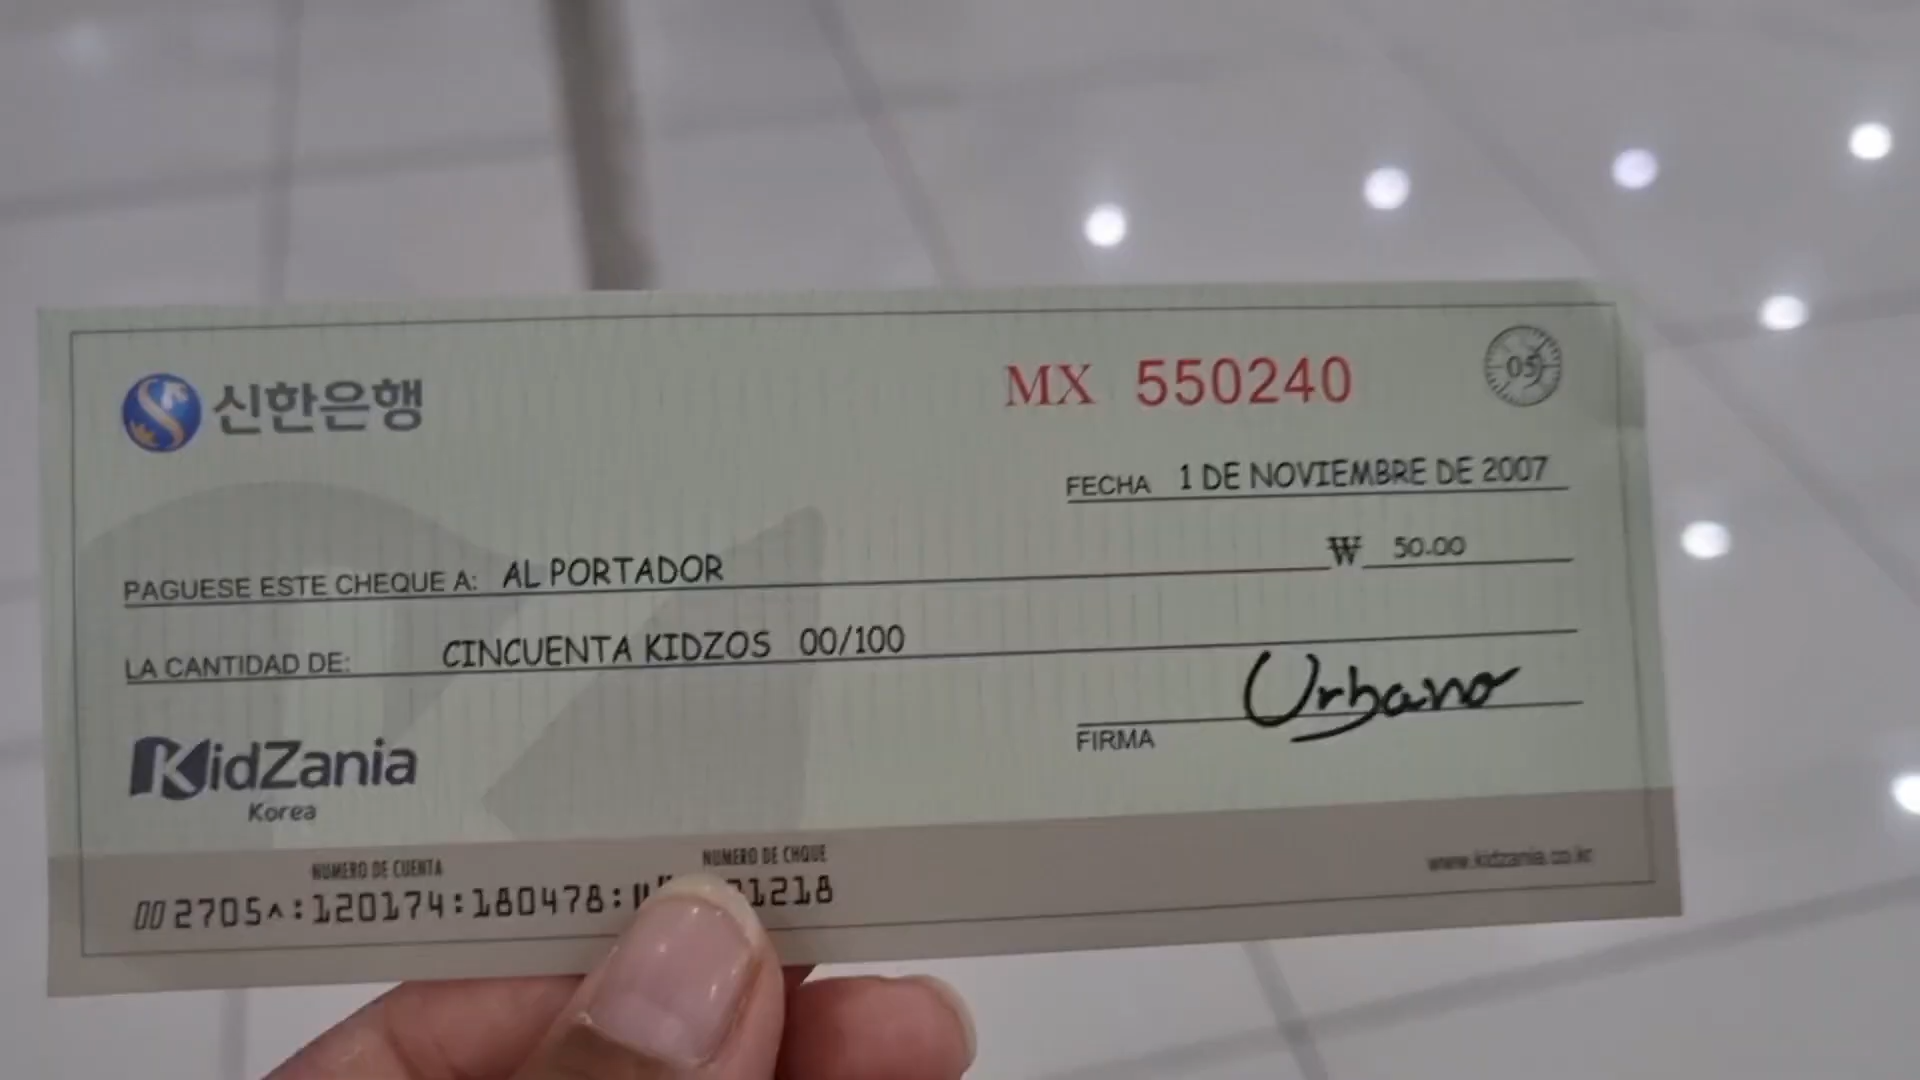 신한은행
MX 550240
05
FECHA 1 DE NOVIEMBRE DE 2007
PAGUESE ESTE CHEQUE A: AL PORTADOR ₩ 50.00
LA CANTIDAD DE: CINCUENTA KIDZOS 00/100
Urbano
FIRMA
KidZania
Korea
NUMERO DE CUENTA NUMERO DE CHQUE
002705^:120174:180478: 1218
www.kidzania.co.kr